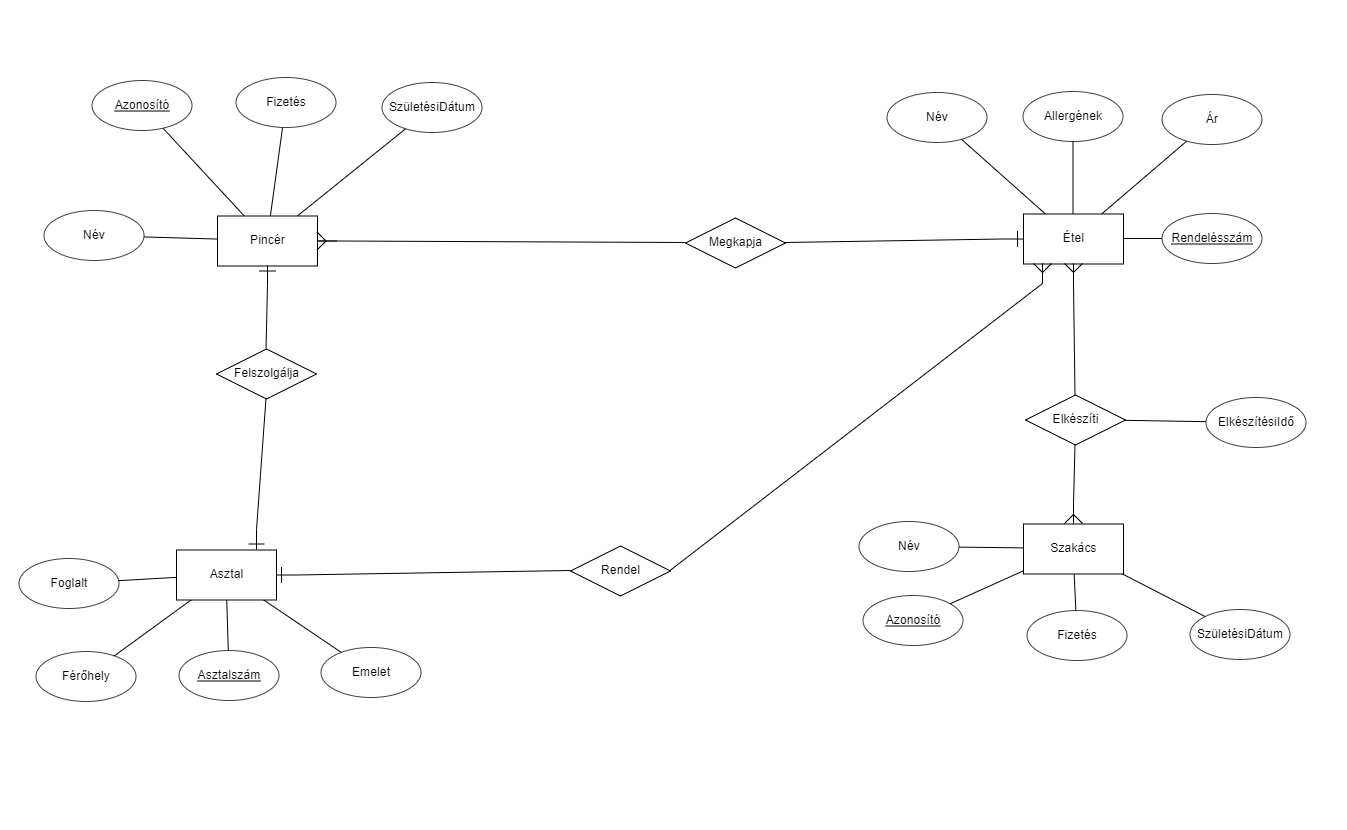 Azonosító
Fizetés
SzületésiDátum
Név
Pincér
Megkapja
Név
Allergének
Ár
Étel
Rendelésszám
Felszolgálja
Elkészíti
ElkészítésiIdő
Asztal
Foglalt
Férőhely
Asztalszám
Emelet
Rendel
Név
Szakács
Azonosító
Fizetés
SzületésiDátum